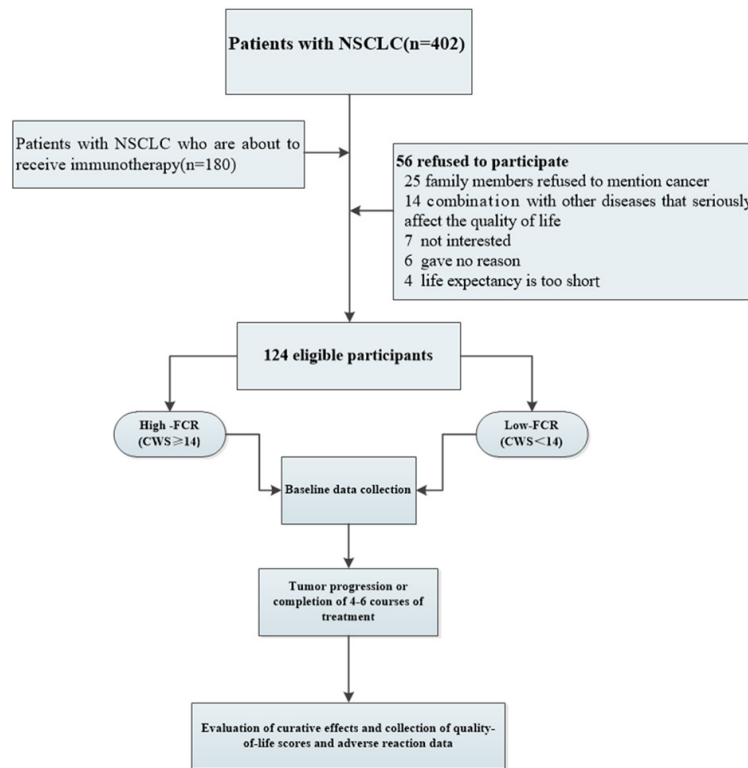 Patients with NSCLC(n=402)
Patients with NSCLC who are about to
receive immunotherapy(n=180)
56 refused to participate
25 family members refused to mention cancer
14 combination with other diseases that seriously
affect the quality of life
7 not interested
6 gave no reason
4 life expectancy is too short
124 eligible participants
High -FCR
(CWS≥14)
Low-FCR
(CWS<14)
Baseline data collection
Tumor progression or
completion of 4-6 courses of
treatment
Evaluation of curative effects and collection of quality-
of-life scores and adverse reaction data